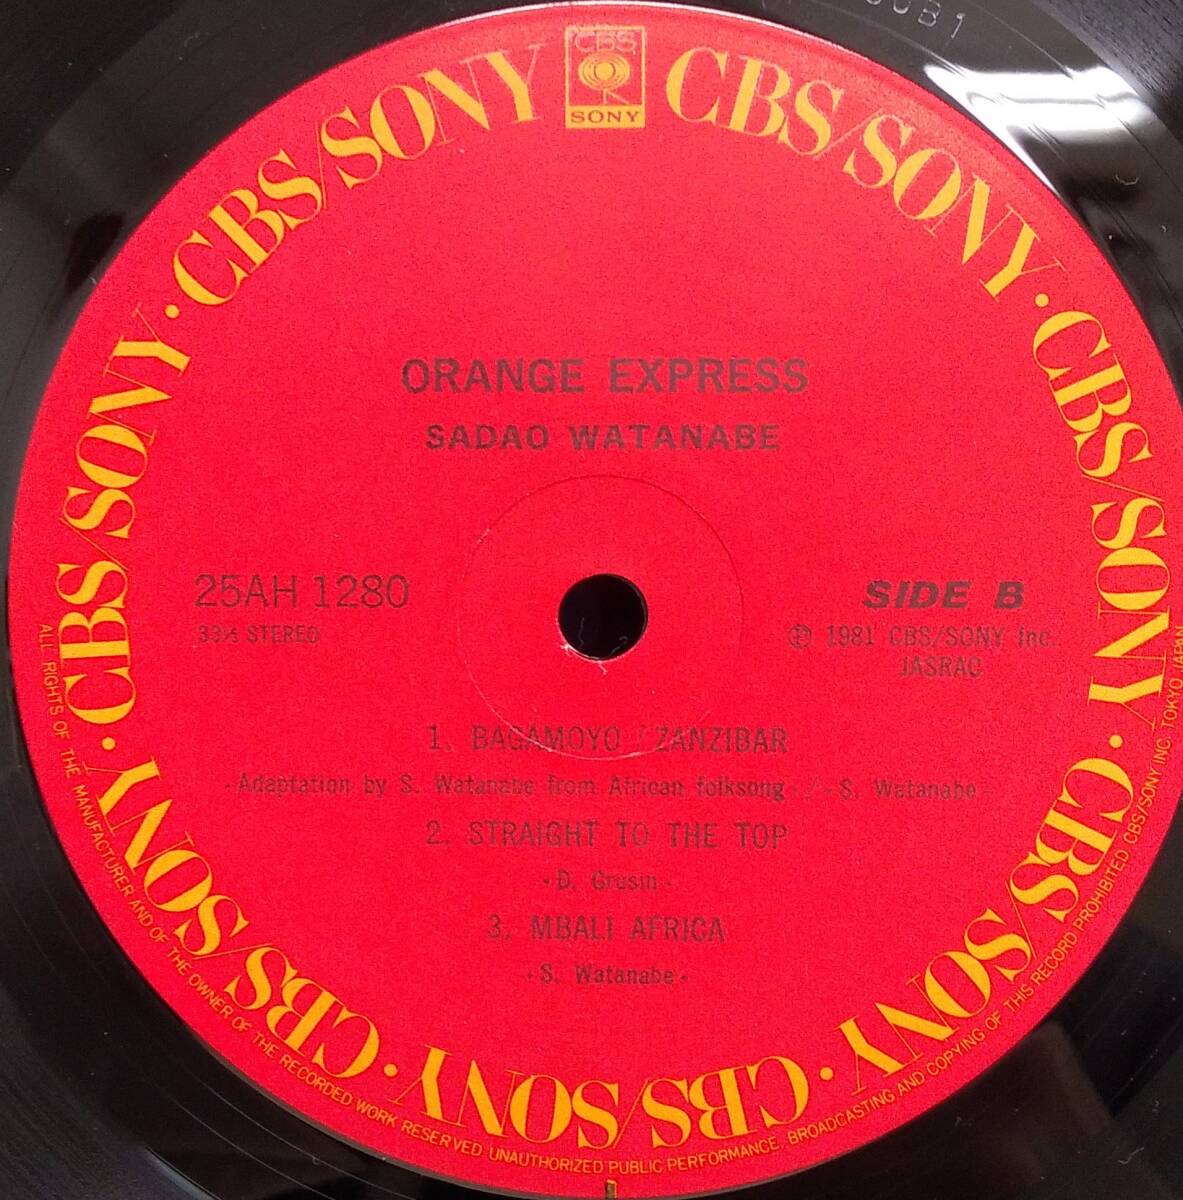 CBS
SONY
CBS/SONY · CBS/SONY · CBS/SONY · CBS/SONY · CBS/SONY · CBS/SONY · CBS/SONY · CBS/SONY
ORANGE EXPRESS
SADAO WATANABE
25AH 1280
33⅓ STEREO
SIDE B
Ⓟ 1981 CBS/SONY Inc.
JASRAC
1. BAGAMOYO / ZANZIBAR
-Adaptation by S. Watanabe from African folksong- / -S. Watanabe-
2. STRAIGHT TO THE TOP
-D. Grusin-
3. MBALI AFRICA
-S. Watanabe-
ALL RIGHTS OF THE MANUFACTURER AND OF THE OWNER OF THE RECORDED WORK RESERVED. UNAUTHORIZED PUBLIC PERFORMANCE, BROADCASTING AND COPYING OF THIS RECORD PROHIBITED. CBS/SONY INC. TOKYO, JAPAN